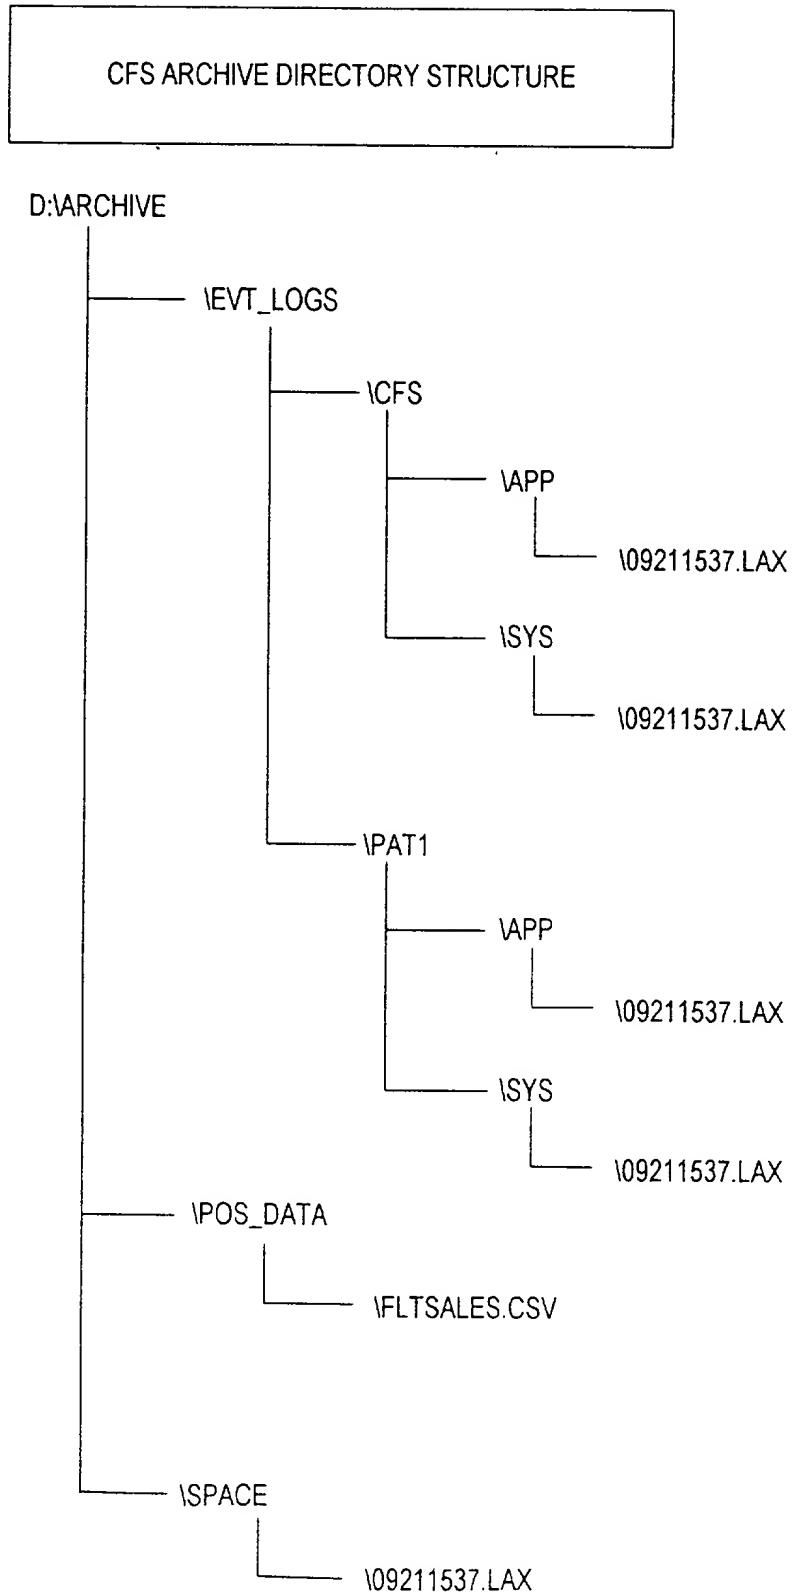 CFS ARCHIVE DIRECTORY STRUCTURE
D:\ARCHIVE
\EVT_LOGS
\CFS
\APP
\09211537.LAX
\SYS
\09211537.LAX
\PAT1
\APP
\09211537.LAX
\SYS
\09211537.LAX
\POS_DATA
\FLTSALES.CSV
\SPACE
\09211537.LAX